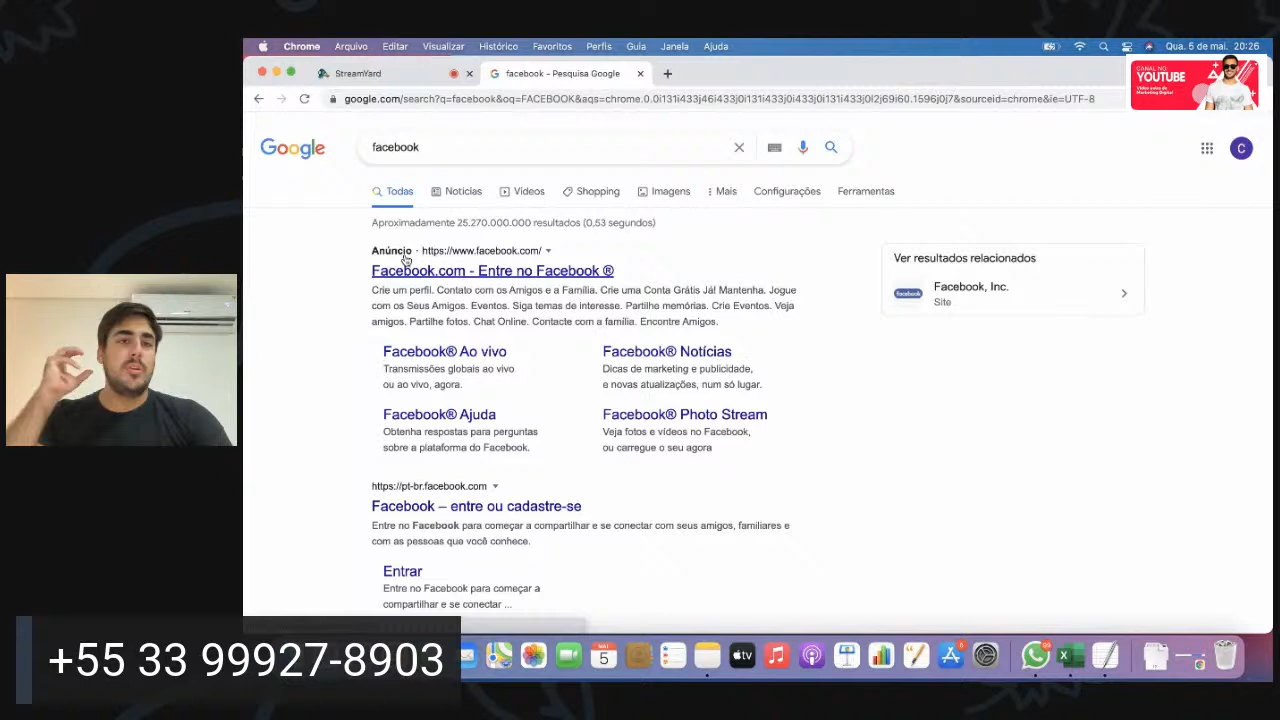 Chrome Arquivo Editar Visualizar Histórico Favoritos Perfis Guia Janela Ajuda
Qua. 5 de mai. 20:26
StreamYard
facebook - Pesquisa Google
CANAL NO
YOUTUBE
Vídeo aulas de
Marketing Digital
google.com/search?q=facebook&oq=FACEBOOK&aqs=chrome.0.0i131i433j46i433j0i131i433j0i433j0i131i433j0l2j69i60.1596j0j7&sourceid=chrome&ie=UTF-8
Google
facebook
C
Todas Notícias Vídeos Shopping Imagens Mais Configurações Ferramentas
Aproximadamente 25.270.000.000 resultados (0,53 segundos)
Anúncio · https://www.facebook.com/
Facebook.com - Entre no Facebook ®
Crie um perfil. Contato com os Amigos e a Família. Crie uma Conta Grátis Já! Mantenha. Jogue
com os Seus Amigos. Eventos. Siga temas de interesse. Partilhe memórias. Crie Eventos. Veja
amigos. Partilhe fotos. Chat Online. Contacte com a família. Encontre Amigos.
Facebook® Ao vivo
Transmissões globais ao vivo
ou ao vivo, agora.
Facebook® Notícias
Dicas de marketing e publicidade,
e novas atualizações, num só lugar.
Facebook® Ajuda
Obtenha respostas para perguntas
sobre a plataforma do Facebook.
Facebook® Photo Stream
Veja fotos e vídeos no Facebook,
ou carregue o seu agora
https://pt-br.facebook.com
Facebook – entre ou cadastre-se
Entre no Facebook para começar a compartilhar e se conectar com seus amigos, familiares e
com as pessoas que você conhece.
Entrar
Entre no Facebook para começar a
compartilhar e se conectar ...
Ver resultados relacionados
facebook
Facebook, Inc.
Site
+55 33 99927-8903
5
tv